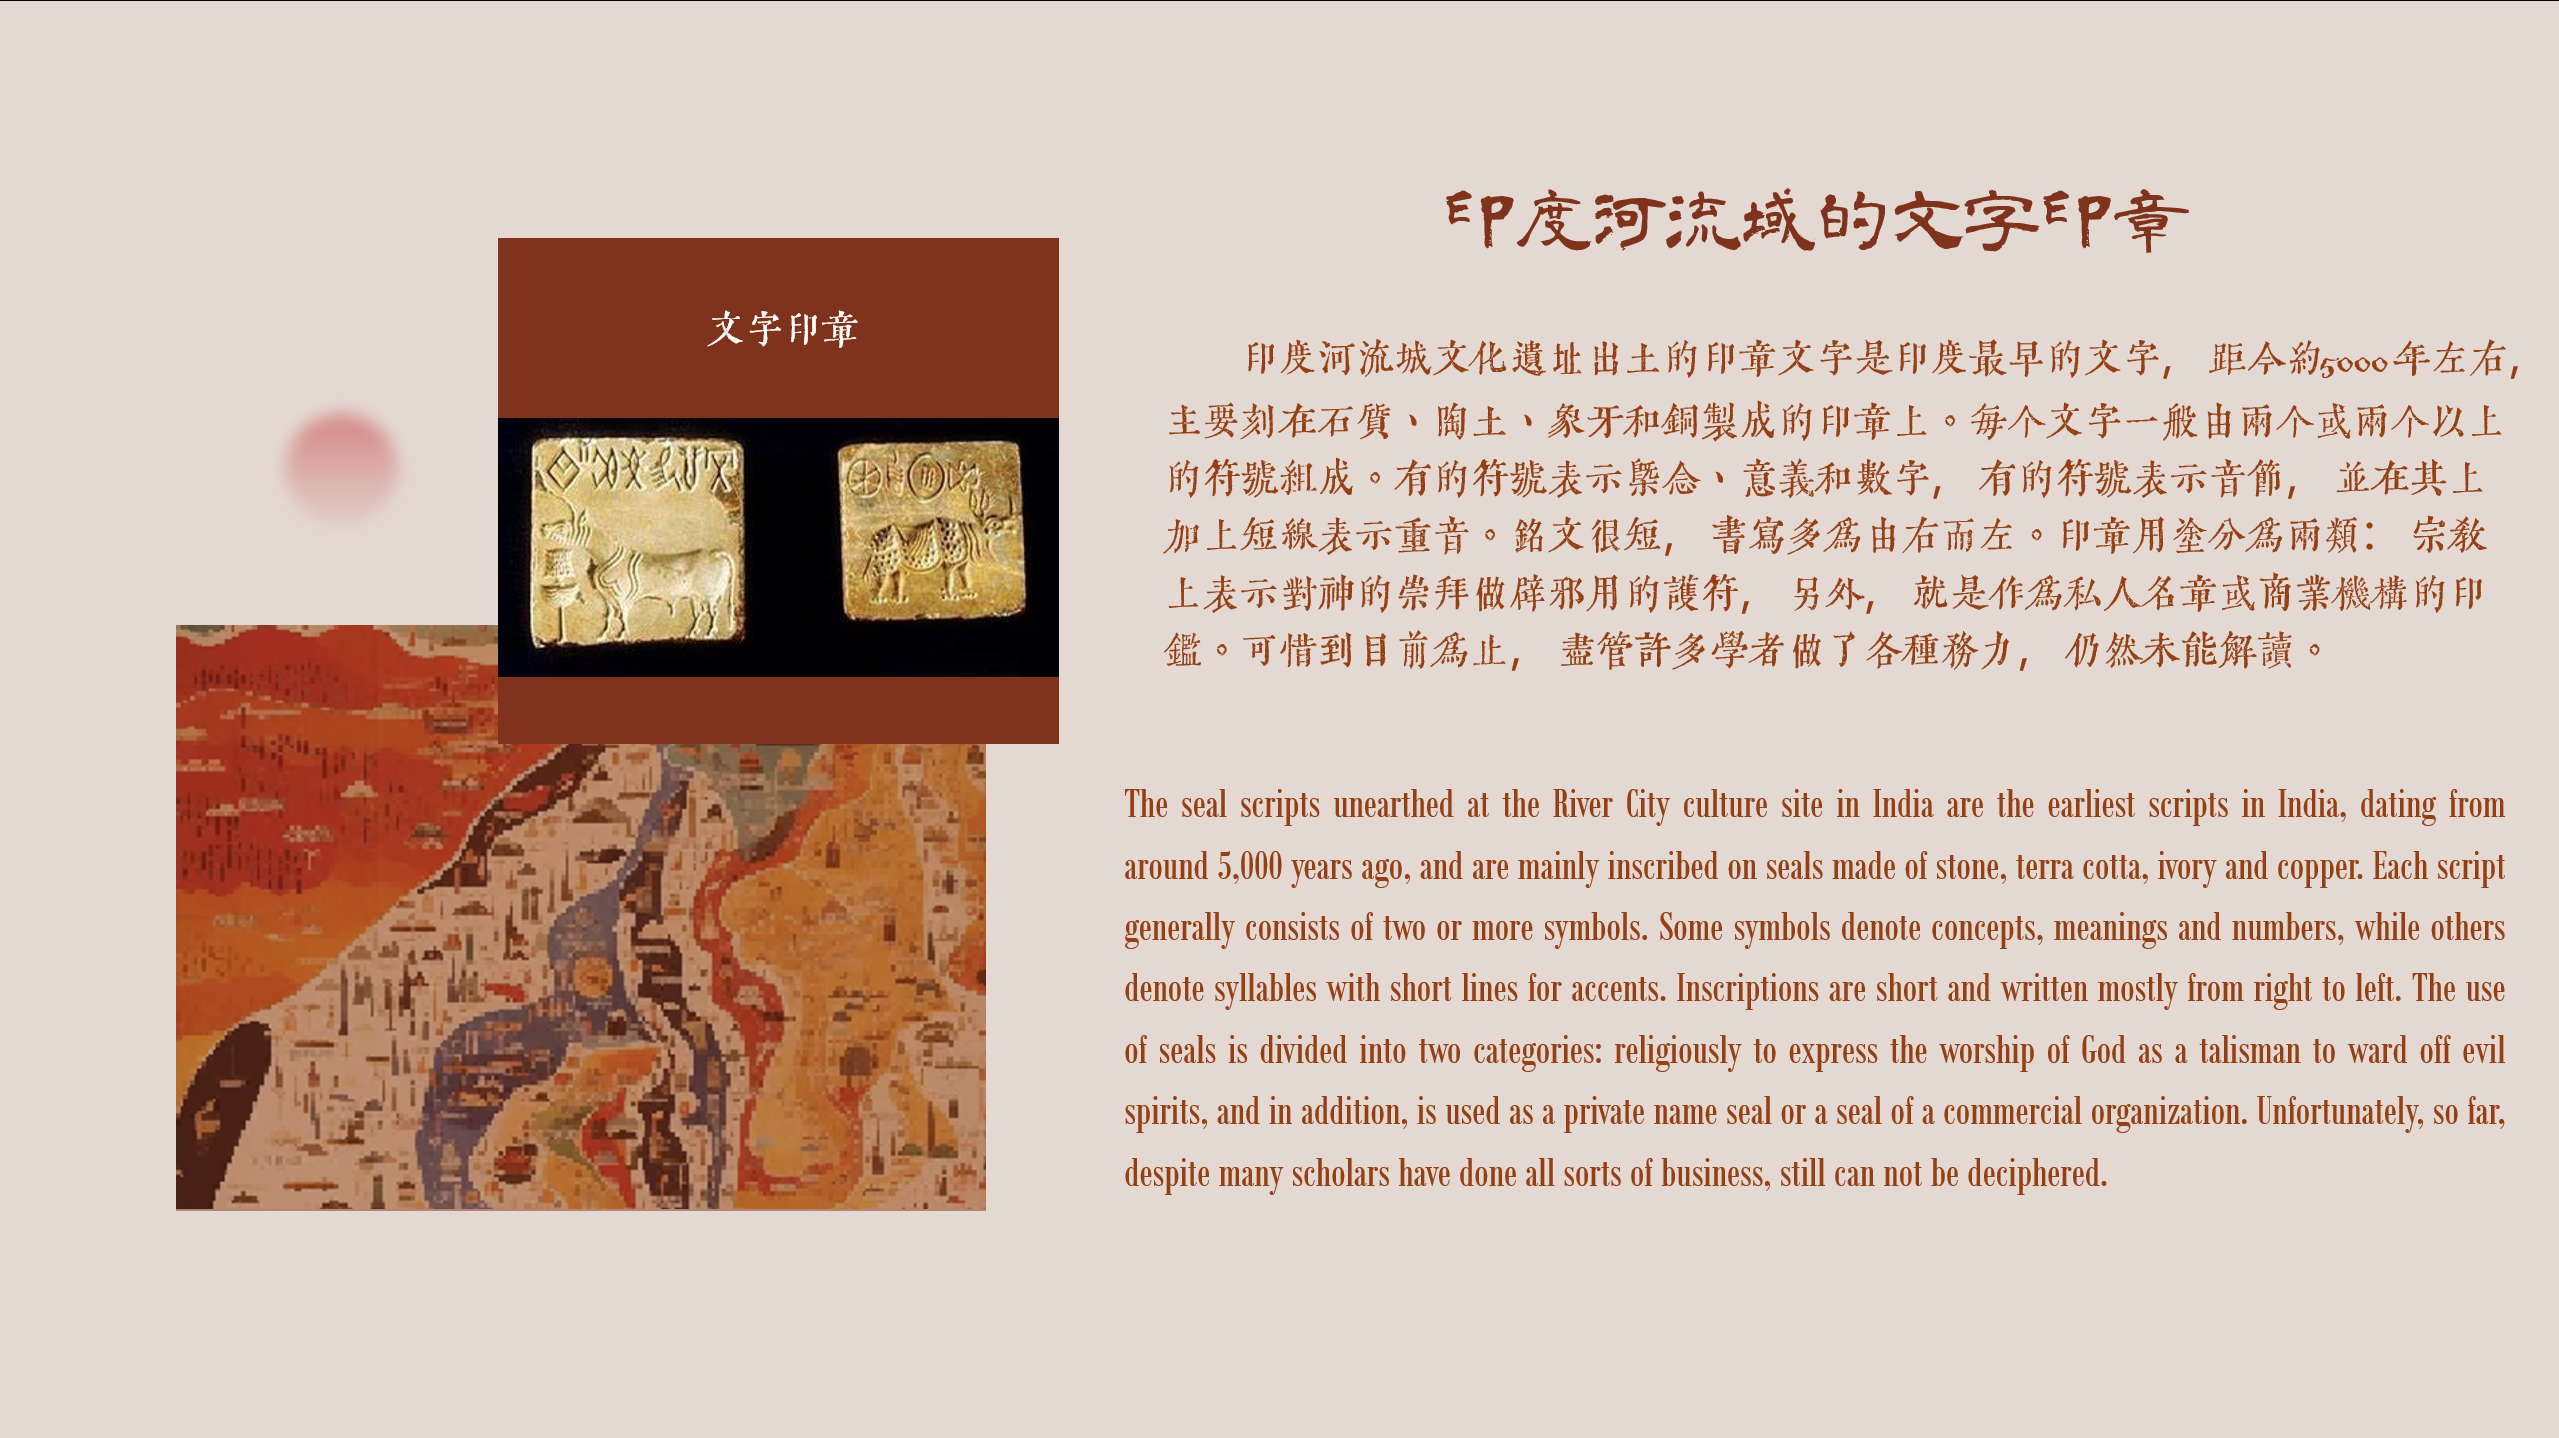 文字印章
印度河流域的文字印章
印度河流城文化遺址出土的印章文字是印度最早的文字, 距今約5000年左右,
主要刻在石質、陶土、象牙和銅製成的印章上。每个文字一般由兩个或兩个以上
的符號組成。有的符號表示槩念、意義和數字, 有的符號表示音節, 並在其上
加上短線表示重音。銘文很短, 書寫多為由右而左。印章用塗分為兩類: 宗教
上表示對神的崇拜做辟邪用的護符, 另外, 就是作為私人名章或商業機構的印
鑑。可惜到目前為止, 盡管許多學者做了各種務力, 仍然未能解讀。
The seal scripts unearthed at the River City culture site in India are the earliest scripts in India, dating from
around 5,000 years ago, and are mainly inscribed on seals made of stone, terra cotta, ivory and copper. Each script
generally consists of two or more symbols. Some symbols denote concepts, meanings and numbers, while others
denote syllables with short lines for accents. Inscriptions are short and written mostly from right to left. The use
of seals is divided into two categories: religiously to express the worship of God as a talisman to ward off evil
spirits, and in addition, is used as a private name seal or a seal of a commercial organization. Unfortunately, so far,
despite many scholars have done all sorts of business, still can not be deciphered.